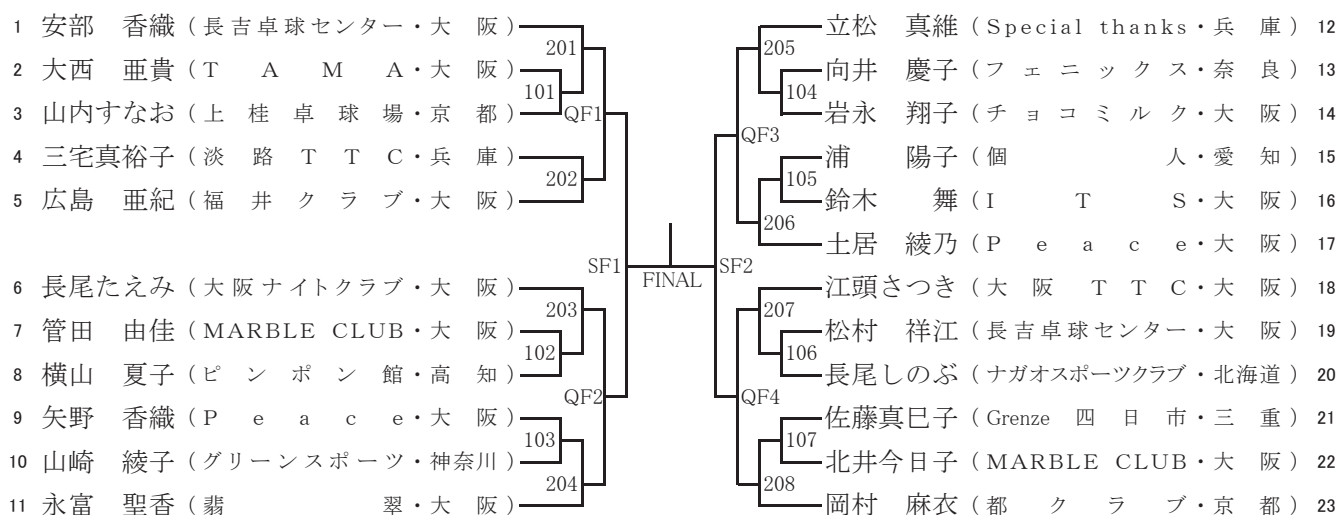 1 安部 香織 (長吉卓球センター・大 阪)
2 大西 亜貴 (T A M A・大 阪)
3 山内すなお (上 桂 卓 球 場・京 都)
4 三宅真裕子 (淡 路 T T C・兵 庫)
5 広島 亜紀 (福 井 ク ラ ブ・大 阪)
6 長尾たえみ (大阪ナイトクラブ・大 阪)
7 管田 由佳 (MARBLE CLUB・大 阪)
8 横山 夏子 (ピ ン ポ ン 館・高 知)
9 矢野 香織 (P e a c e・大 阪)
10 山崎 綾子 (グリーンスポーツ・神奈川)
11 永富 聖香 (翡 翠・大 阪)
201
101
QF1
202
SF1
203
102
QF2
103
204
FINAL
205
104
QF3
105
206
SF2
207
106
QF4
107
208
立松 真維 (Special thanks・兵 庫) 12
向井 慶子 (フ ェ ニ ッ ク ス・奈 良) 13
岩永 翔子 (チ ョ コ ミ ル ク・大 阪) 14
浦 陽子 (個 人・愛 知) 15
鈴木 舞 (I T S・大 阪) 16
土居 綾乃 (P e a c e・大 阪) 17
江頭さつき (大 阪 T T C・大 阪) 18
松村 祥江 (長吉卓球センター・大 阪) 19
長尾しのぶ (ナガオスポーツクラブ・北海道) 20
佐藤真巳子 (Grenze 四 日 市・三 重) 21
北井今日子 (MARBLE CLUB・大 阪) 22
岡村 麻衣 (都 ク ラ ブ・京 都) 23